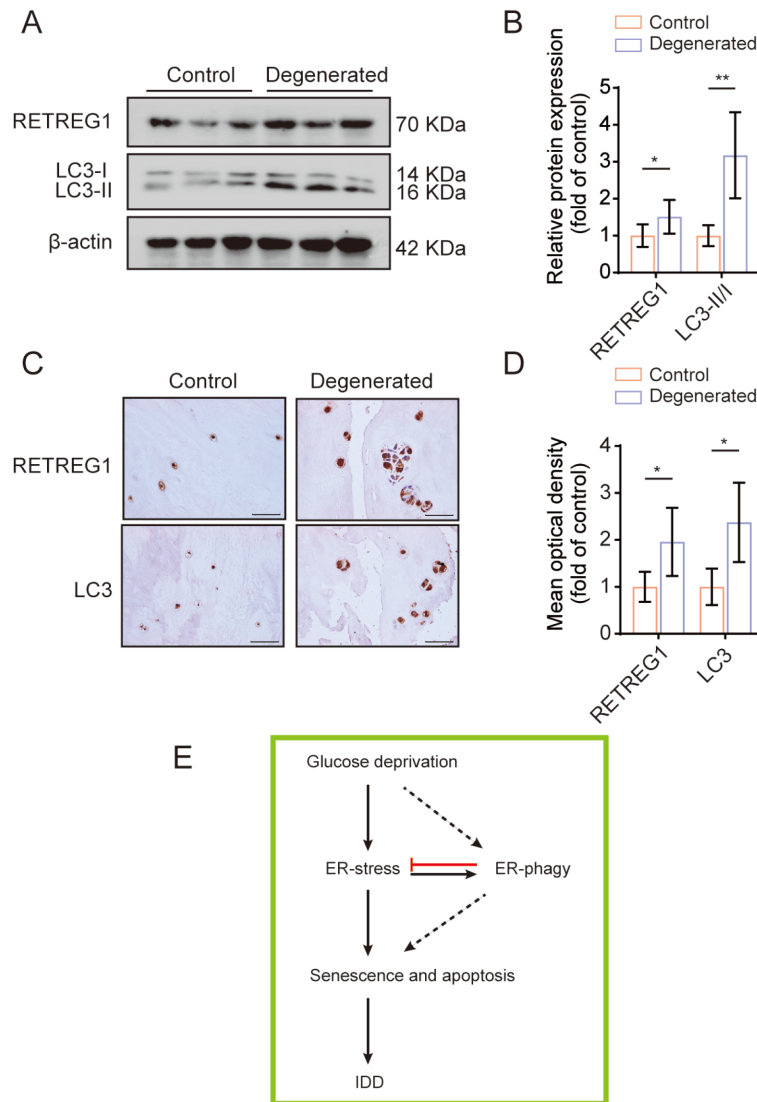 A
Control Degenerated
RETREG1 70 KDa
LC3-I 14 KDa
LC3-II 16 KDa
β-actin 42 KDa
B
Control
Degenerated
Relative protein expression
(fold of control)
5
4
3
2
1
0
* **
RETREG1 LC3-II/I
C
Control Degenerated
RETREG1
LC3
D
Control
Degenerated
Mean optical density
(fold of control)
4
3
2
1
0
* *
RETREG1 LC3
E
Glucose deprivation
ER-stress ER-phagy
Senescence and apoptosis
IDD